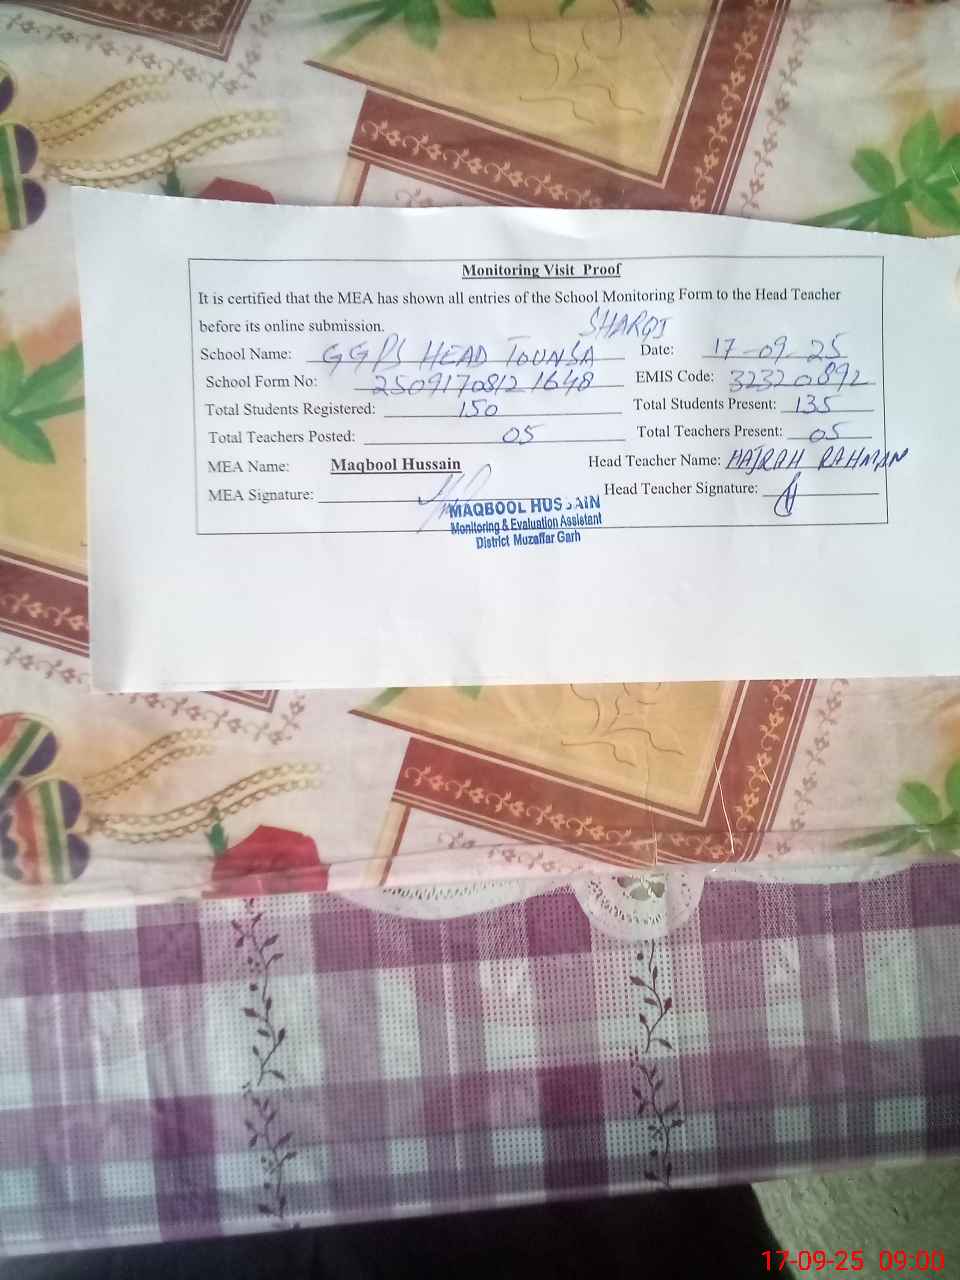 Monitoring Visit Proof
It is certified that the MEA has shown all entries of the School Monitoring Form to the Head Teacher
before its online submission.
SHARQI
School Name: GGPS HEAD TOUNSA Date: 17-09-25
School Form No: 2509170812 1648 EMIS Code: 32320892
Total Students Registered: 150 Total Students Present: 135
Total Teachers Posted: 05 Total Teachers Present: 05
MEA Name: Maqbool Hussain Head Teacher Name: HAJRAH RAHMAN
MEA Signature: Head Teacher Signature:
MAQBOOL HUSSAIN
Monitoring & Evaluation Assistant
District Muzaffar Garh
17-09-25 09:00